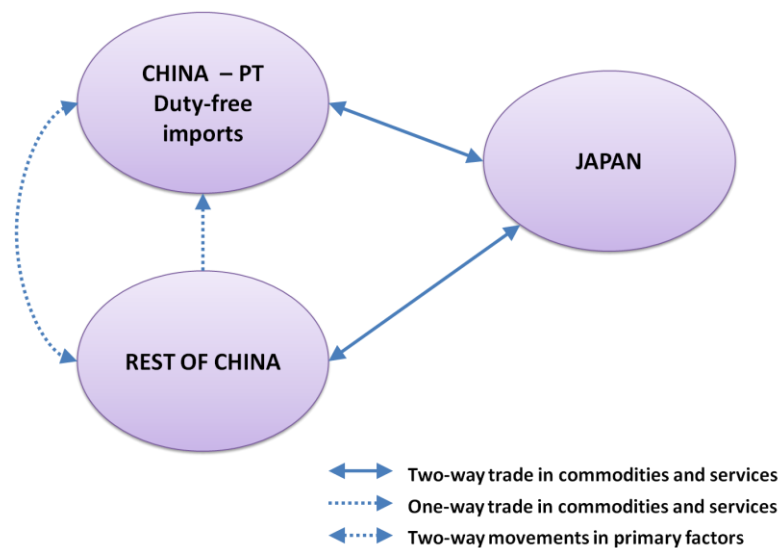 CHINA – PT
Duty-free
imports
JAPAN
REST OF CHINA
Two-way trade in commodities and services
One-way trade in commodities and services
Two-way movements in primary factors